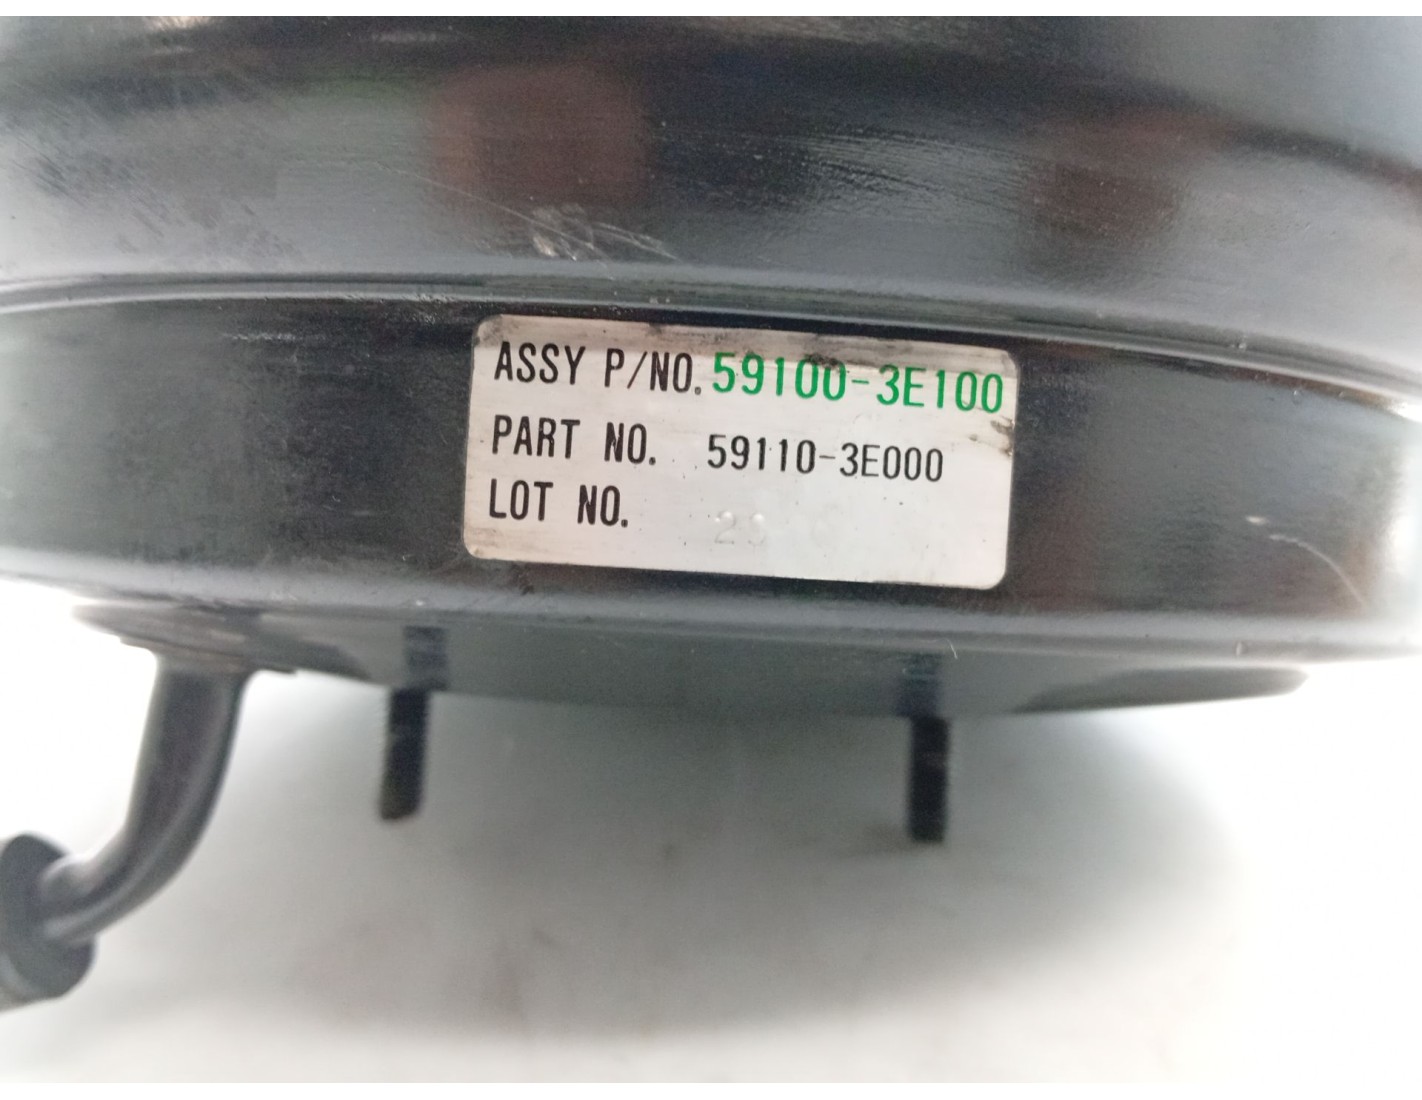 ASSY P/NO. 59100-3E100
PART NO. 59110-3E000
LOT NO.